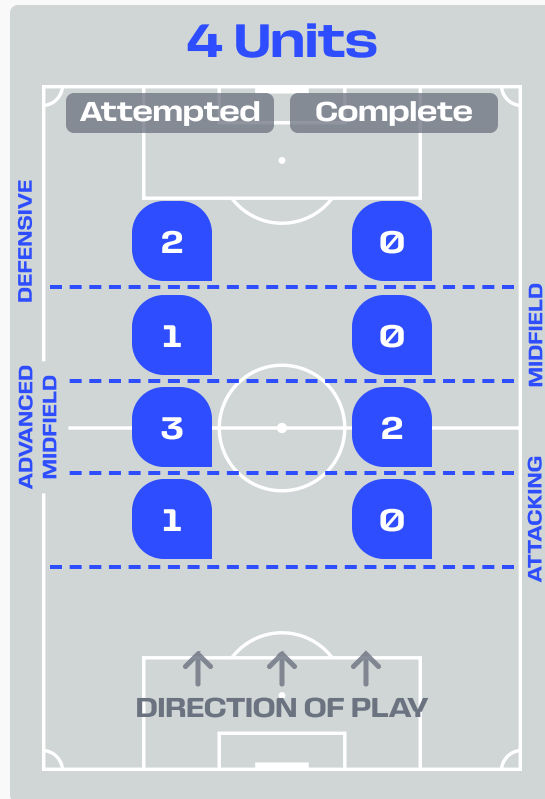 4 Units
Attempted Complete
DEFENSIVE
2 0
MIDFIELD
1 0
ADVANCED
MIDFIELD
3 2
ATTACKING
1 0
DIRECTION OF PLAY